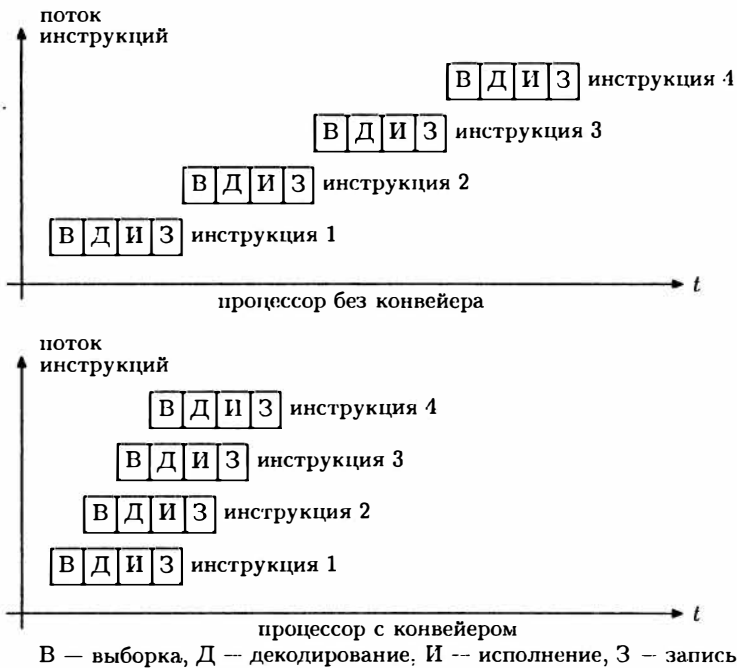 поток
инструкций
В Д И З инструкция 4
В Д И З инструкция 3
В Д И З инструкция 2
В Д И З инструкция 1
t
процессор без конвейера
поток
инструкций
В Д И З инструкция 4
В Д И З инструкция 3
В Д И З инструкция 2
В Д И З инструкция 1
t
процессор с конвейером
В — выборка, Д — декодирование, И — исполнение, З — запись